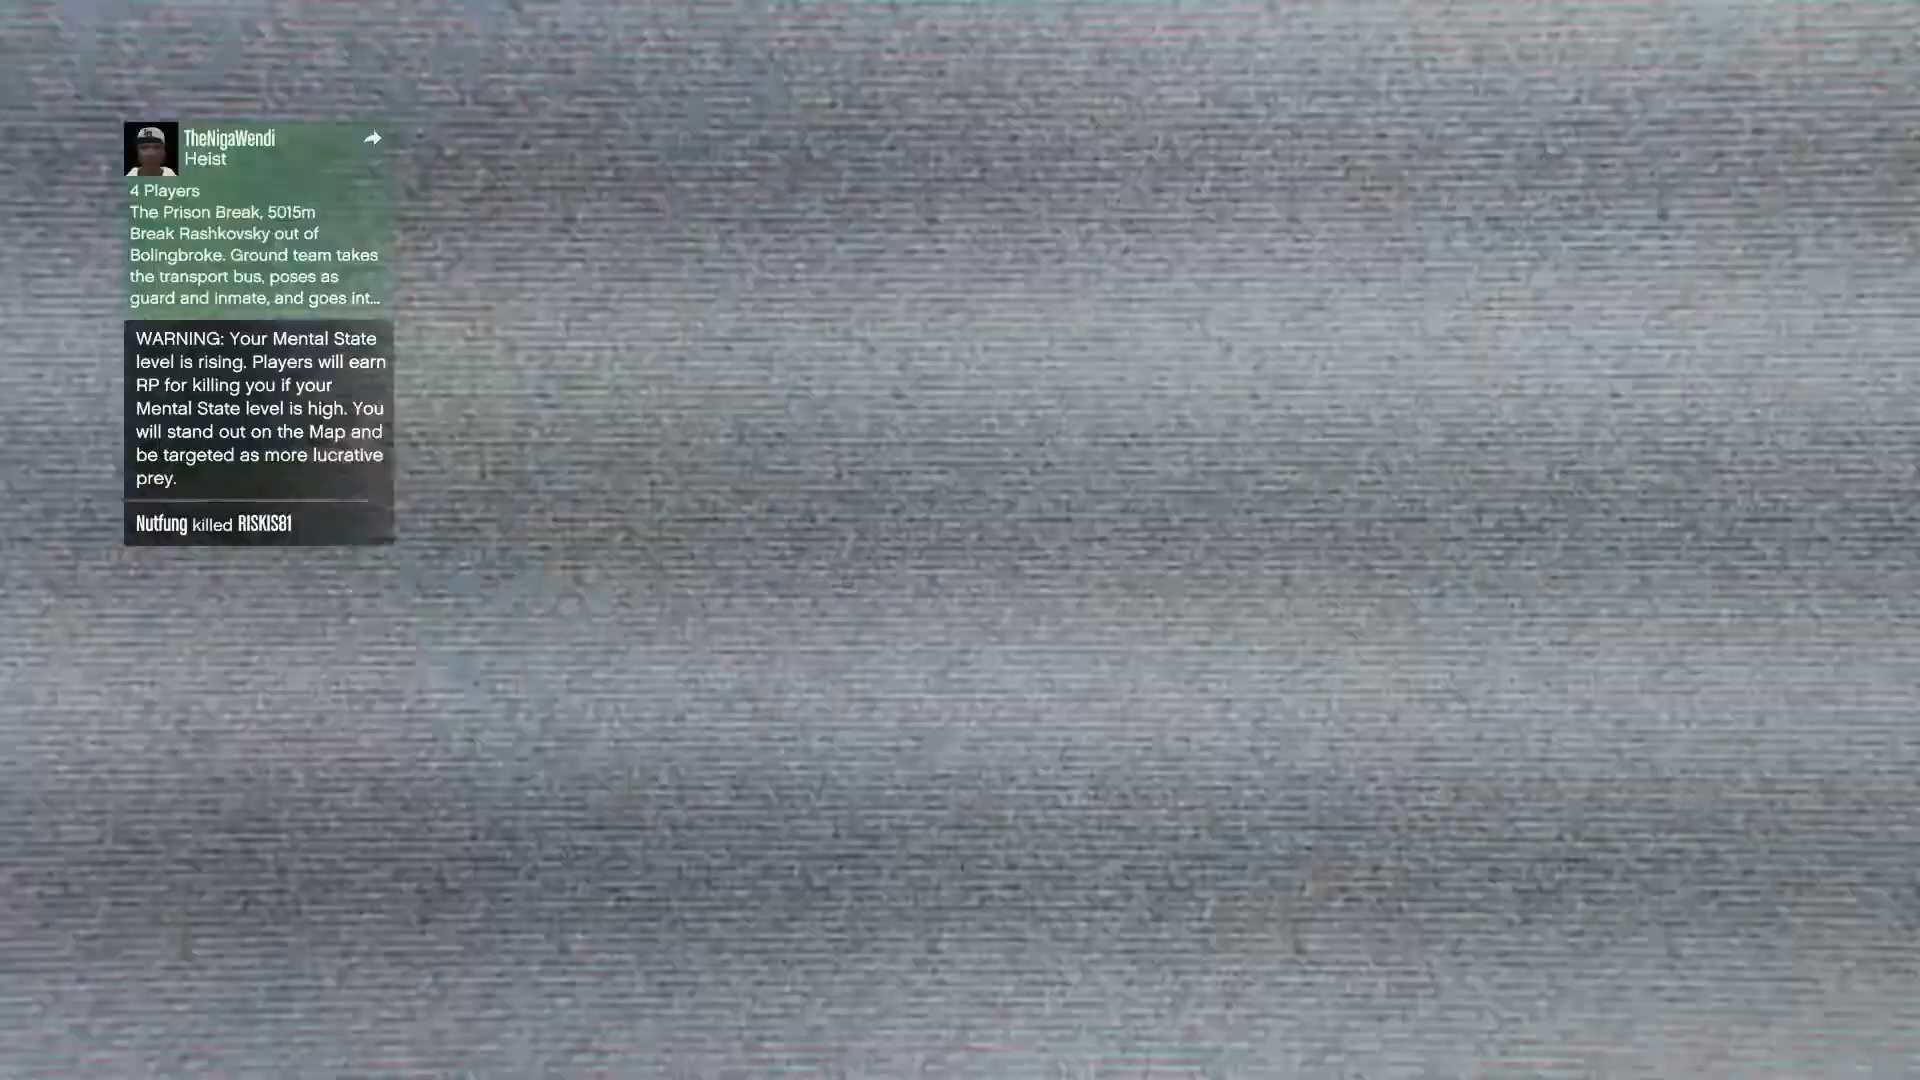 TheNigaWendi
Heist
4 Players
The Prison Break, 5015m
Break Rashkovsky out of
Bolingbroke. Ground team takes
the transport bus, poses as
guard and inmate, and goes int...
WARNING: Your Mental State
level is rising. Players will earn
RP for killing you if your
Mental State level is high. You
will stand out on the Map and
be targeted as more lucrative
prey.
Nutfung killed RISKIS81